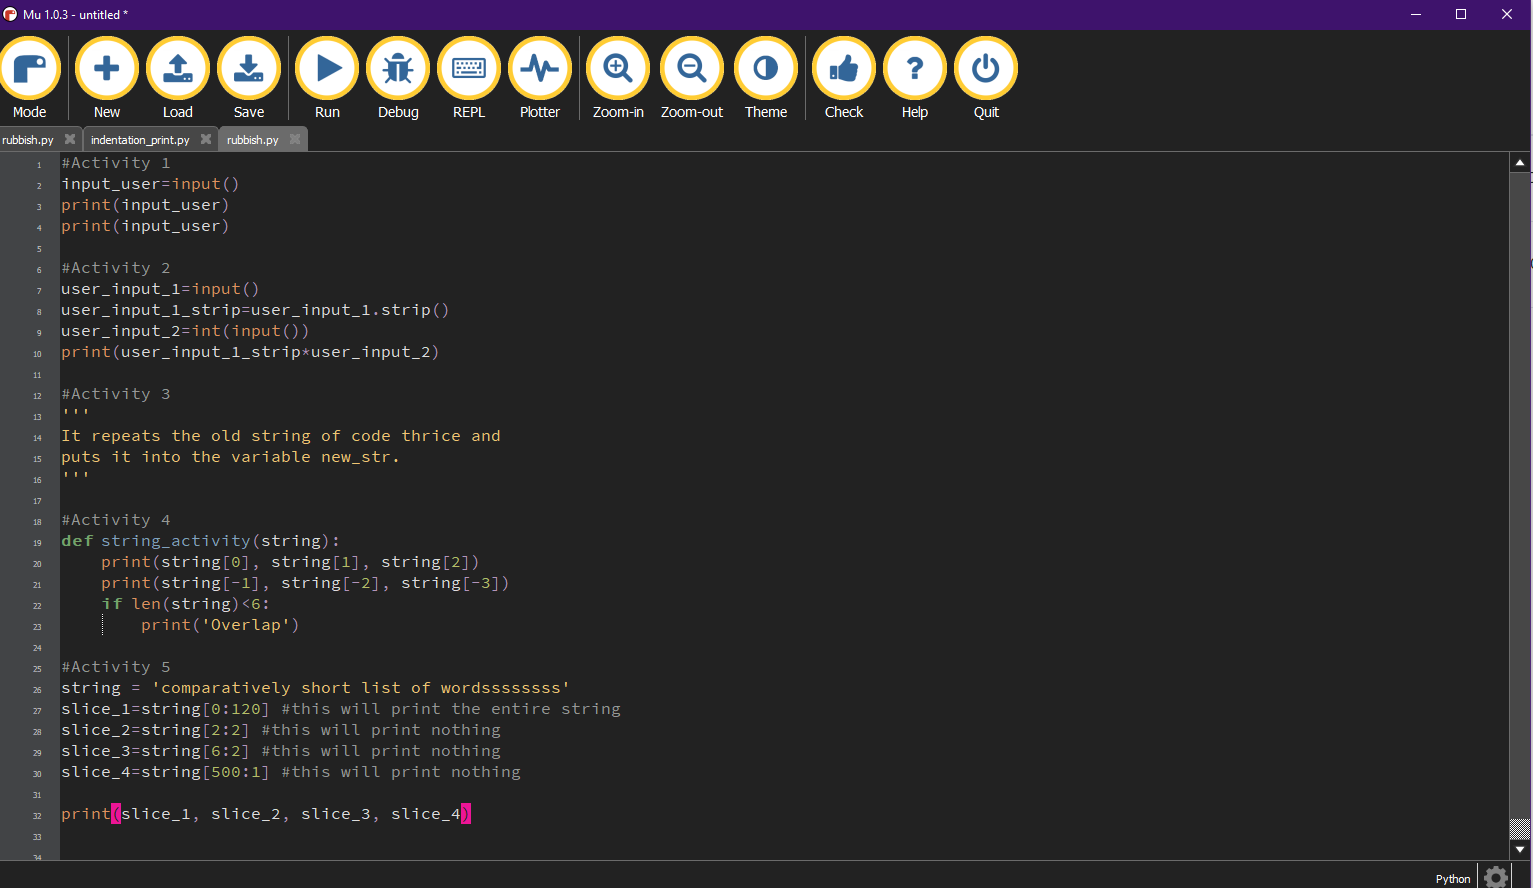 Mu 1.0.3 - untitled *
Mode New Load Save Run Debug REPL Plotter Zoom-in Zoom-out Theme Check Help Quit
rubbish.py indentation_print.py rubbish.py
1 #Activity 1
2 input_user=input()
3 print(input_user)
4 print(input_user)
5
6 #Activity 2
7 user_input_1=input()
8 user_input_1_strip=user_input_1.strip()
9 user_input_2=int(input())
10 print(user_input_1_strip*user_input_2)
11
12 #Activity 3
13 '''
14 It repeats the old string of code thrice and
15 puts it into the variable new_str.
16 '''
17
18 #Activity 4
19 def string_activity(string):
20 print(string[0], string[1], string[2])
21 print(string[-1], string[-2], string[-3])
22 if len(string)<6:
23 print('Overlap')
24
25 #Activity 5
26 string = 'comparatively short list of wordssssssss'
27 slice_1=string[0:120] #this will print the entire string
28 slice_2=string[2:2] #this will print nothing
29 slice_3=string[6:2] #this will print nothing
30 slice_4=string[500:1] #this will print nothing
31
32 print(slice_1, slice_2, slice_3, slice_4)
33
34
Python